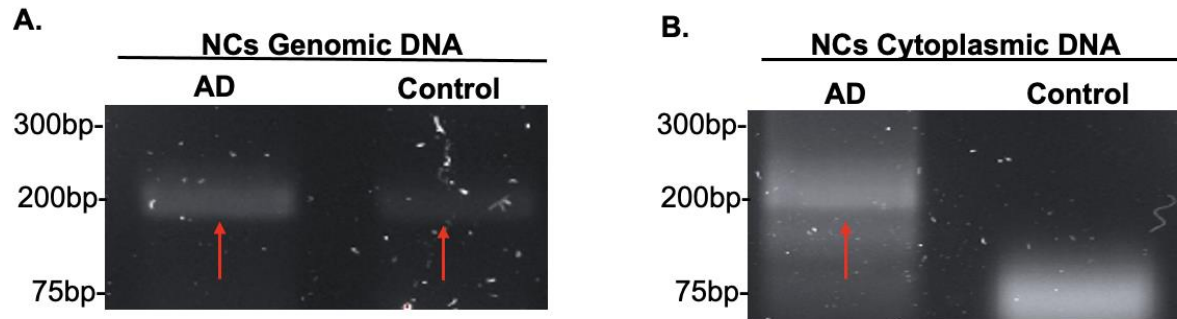 A.
NCs Genomic DNA
AD Control
300bp-
200bp-
75bp-
B.
NCs Cytoplasmic DNA
AD Control
300bp-
200bp-
75bp-